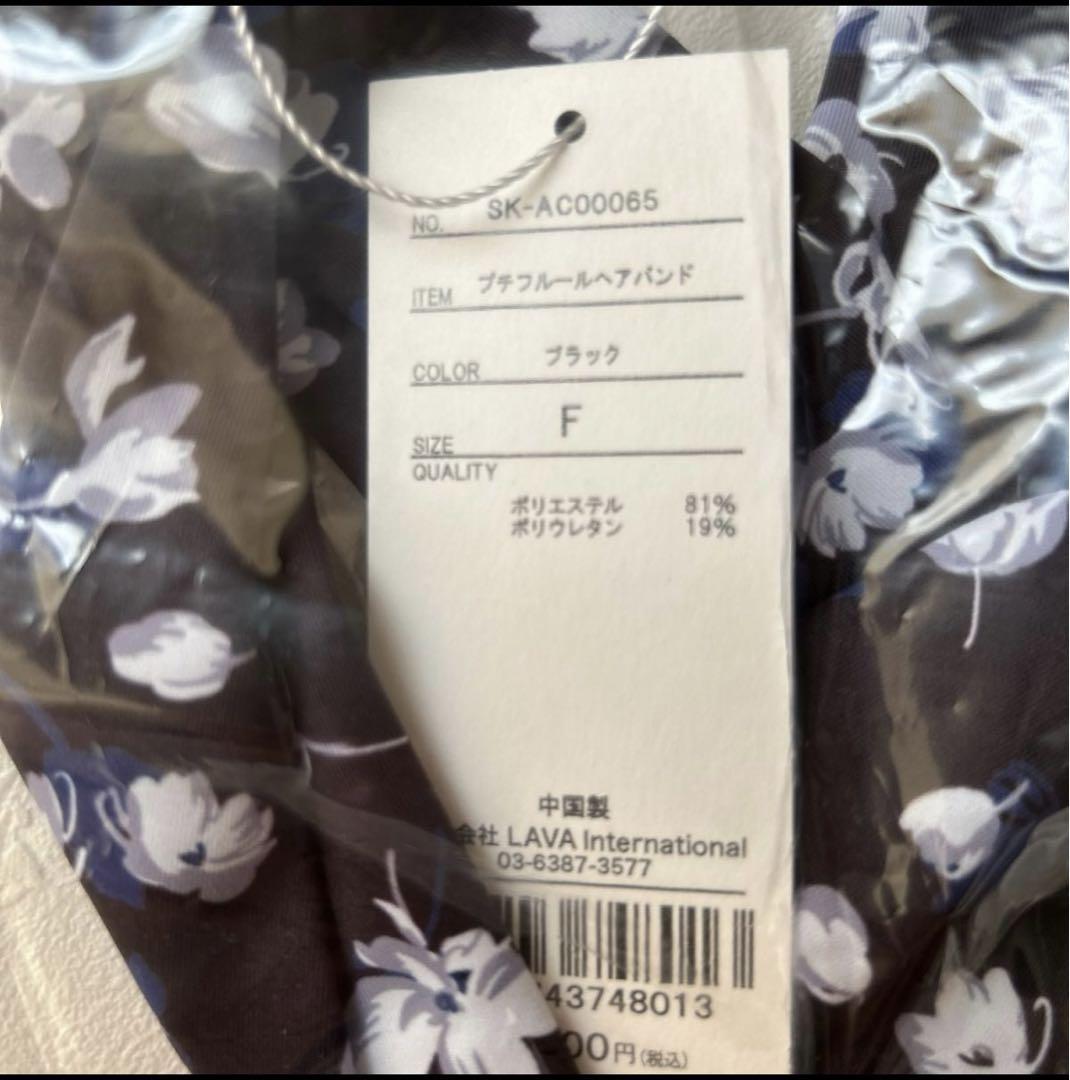 NO. SK-AC00065
ITEM プチフルールヘアバンド
COLOR ブラック
SIZE F
QUALITY
ポリエステル 81%
ポリウレタン 19%
中国製
会社 LAVA International
03-6387-3577
43748013
00円(税込)